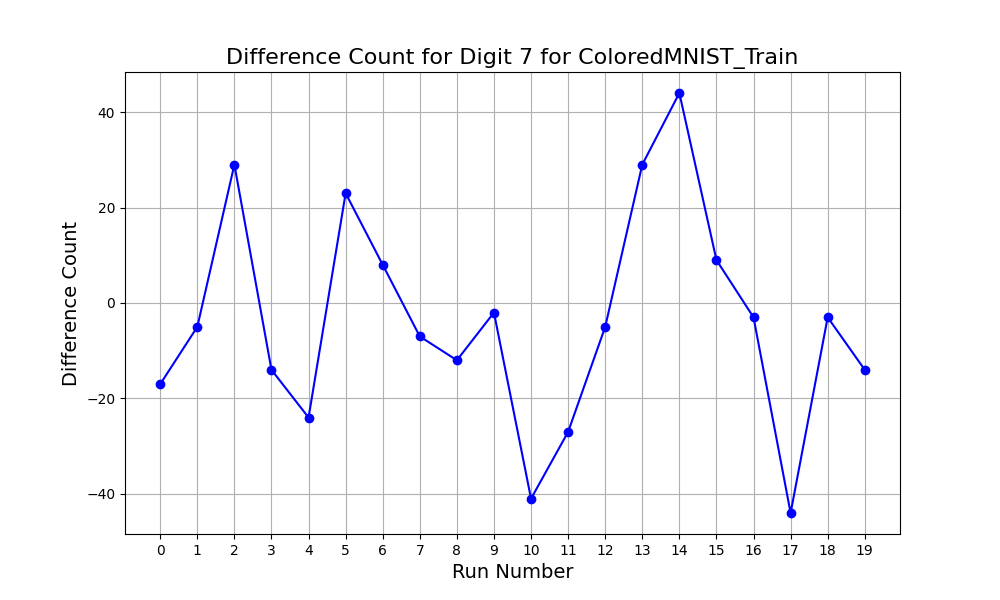 Difference Count for Digit 7 for ColoredMNIST_Train
Difference Count
40
20
0
−20
−40
0 1 2 3 4 5 6 7 8 9 10 11 12 13 14 15 16 17 18 19
Run Number